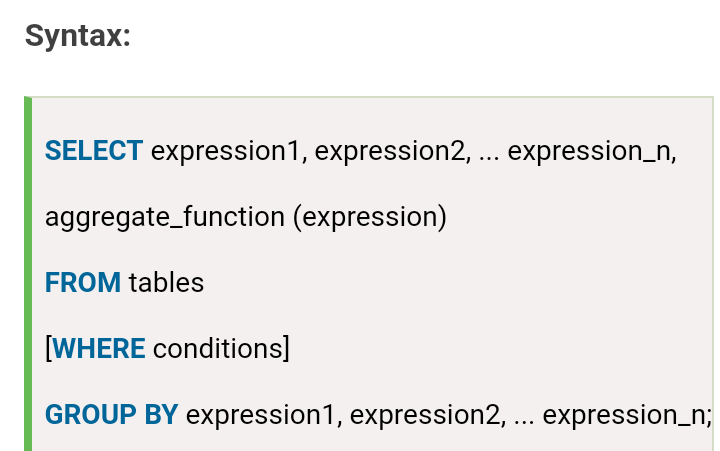 Syntax:
SELECT expression1, expression2, ... expression_n,
aggregate_function (expression)
FROM tables
[WHERE conditions]
GROUP BY expression1, expression2, ... expression_n;